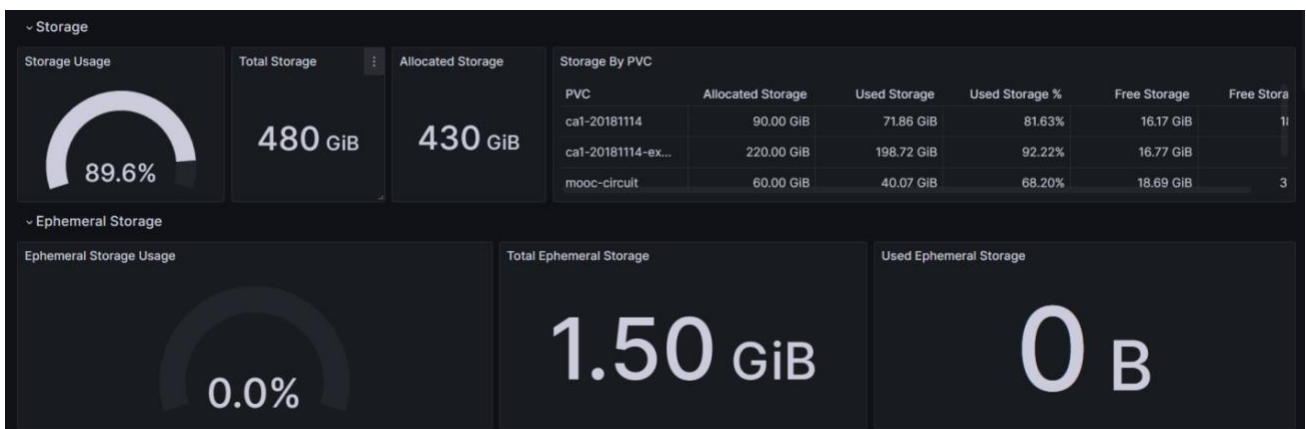 Storage
Storage Usage
89.6%
Total Storage
480 GiB
Allocated Storage
430 GiB
Storage By PVC
PVC Allocated Storage Used Storage Used Storage % Free Storage Free Stora
ca1-20181114 90.00 GiB 71.86 GiB 81.63% 16.17 GiB
ca1-20181114-ex... 220.00 GiB 198.72 GiB 92.22% 16.77 GiB
mooc-circuit 60.00 GiB 40.07 GiB 68.20% 18.69 GiB 3
Ephemeral Storage
Ephemeral Storage Usage
0.0%
Total Ephemeral Storage
1.50 GiB
Used Ephemeral Storage
0 B